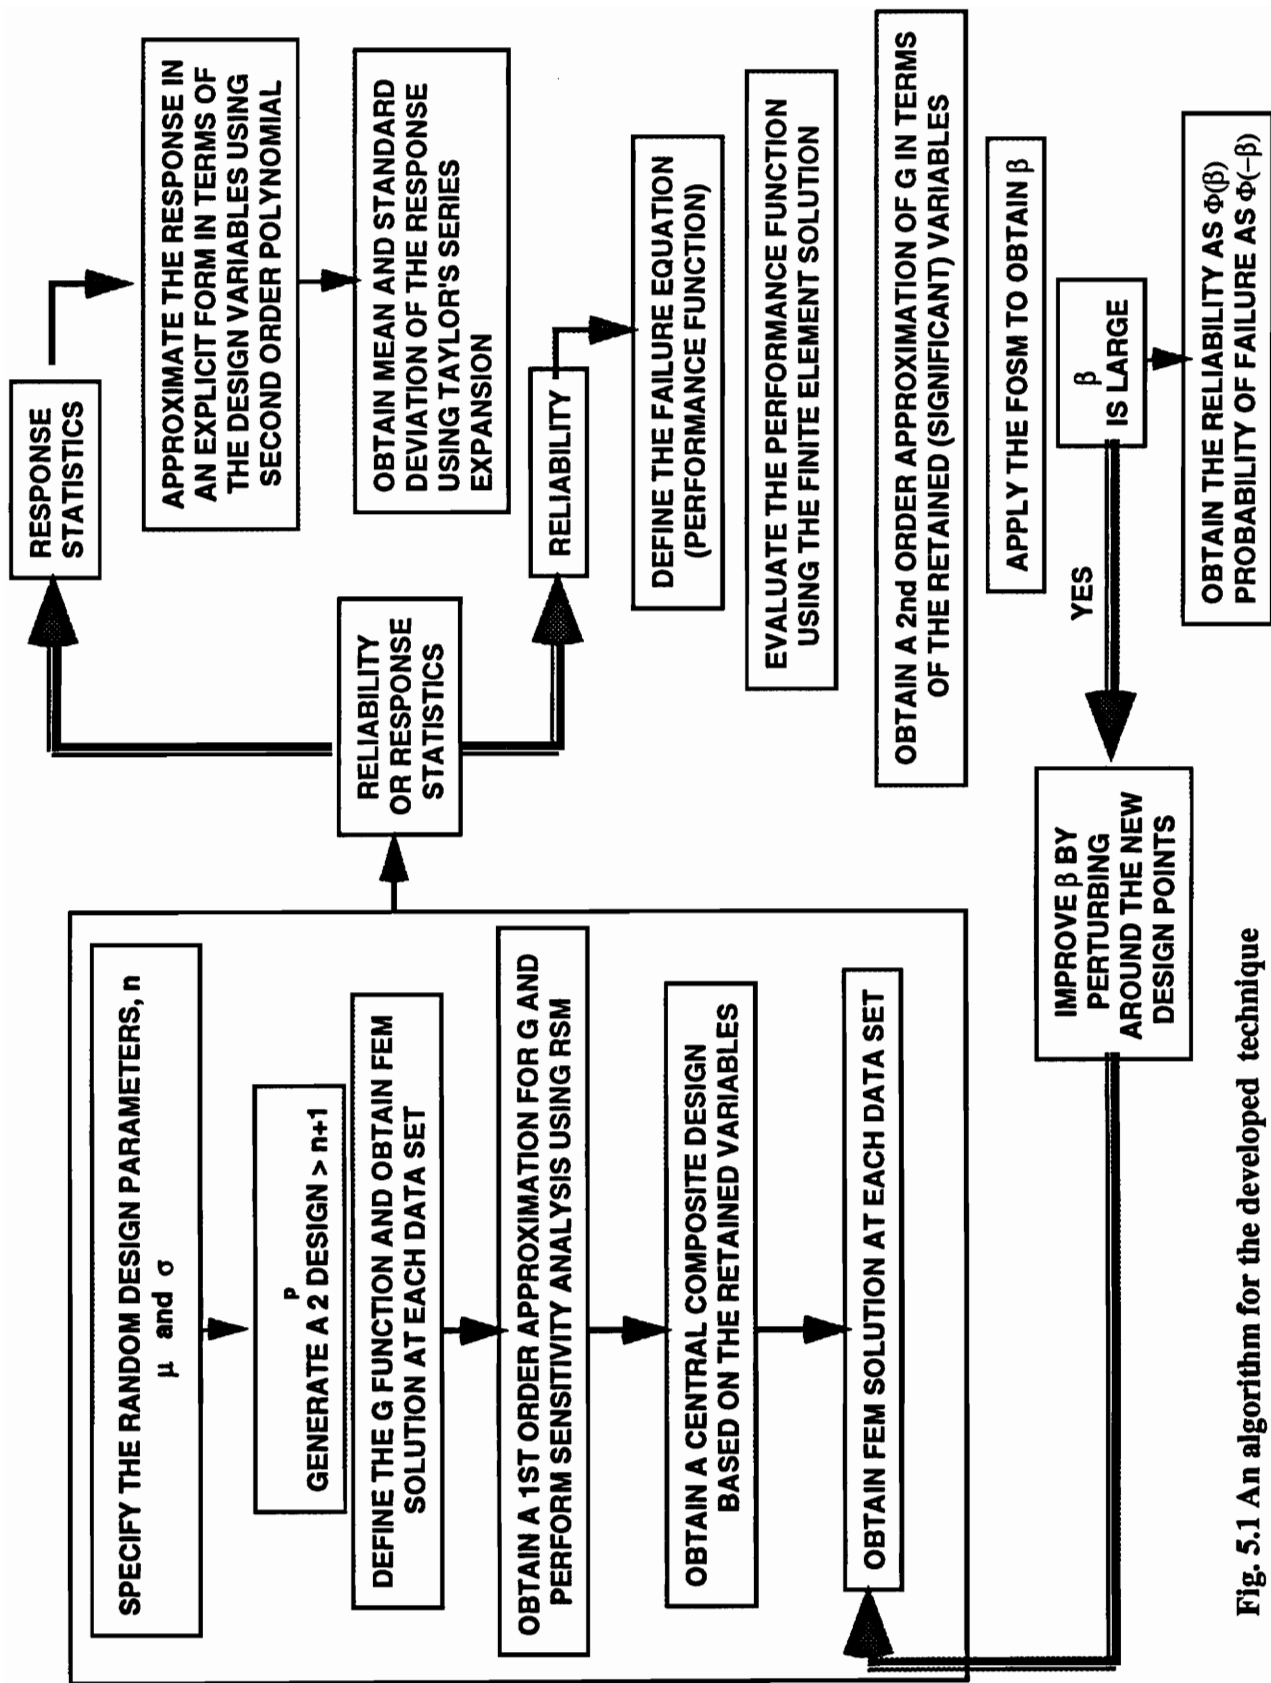 SPECIFY THE RANDOM DESIGN PARAMETERS, n
μ and σ
p
GENERATE A 2 DESIGN > n+1
DEFINE THE G FUNCTION AND OBTAIN FEM
SOLUTION AT EACH DATA SET
OBTAIN A 1ST ORDER APPROXIMATION FOR G AND
PERFORM SENSITIVITY ANALYSIS USING RSM
OBTAIN A CENTRAL COMPOSITE DESIGN
BASED ON THE RETAINED VARIABLES
OBTAIN FEM SOLUTION AT EACH DATA SET
RELIABILITY
OR RESPONSE
STATISTICS
RESPONSE
STATISTICS
APPROXIMATE THE RESPONSE IN
AN EXPLICIT FORM IN TERMS OF
THE DESIGN VARIABLES USING
SECOND ORDER POLYNOMIAL
OBTAIN MEAN AND STANDARD
DEVIATION OF THE RESPONSE
USING TAYLOR'S SERIES
EXPANSION
RELIABILITY
DEFINE THE FAILURE EQUATION
(PERFORMANCE FUNCTION)
EVALUATE THE PERFORMANCE FUNCTION
USING THE FINITE ELEMENT SOLUTION
OBTAIN A 2nd ORDER APPROXIMATION OF G IN TERMS
OF THE RETAINED (SIGNIFICANT) VARIABLES
APPLY THE FOSM TO OBTAIN β
β
IS LARGE
YES
IMPROVE β BY
PERTURBING
AROUND THE NEW
DESIGN POINTS
OBTAIN THE RELIABILITY AS Φ(β)
PROBABILITY OF FAILURE AS Φ(−β)
Fig. 5.1 An algorithm for the developed technique